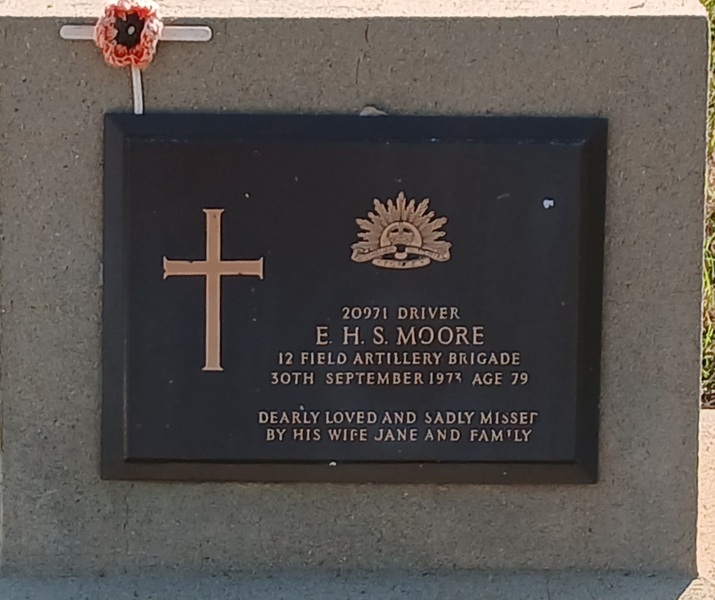 20971 DRIVER
E. H. S. MOORE
12 FIELD ARTILLERY BRIGADE
30TH SEPTEMBER 1973 AGE 79
DEARLY LOVED AND SADLY MISSED
BY HIS WIFE JANE AND FAMILY